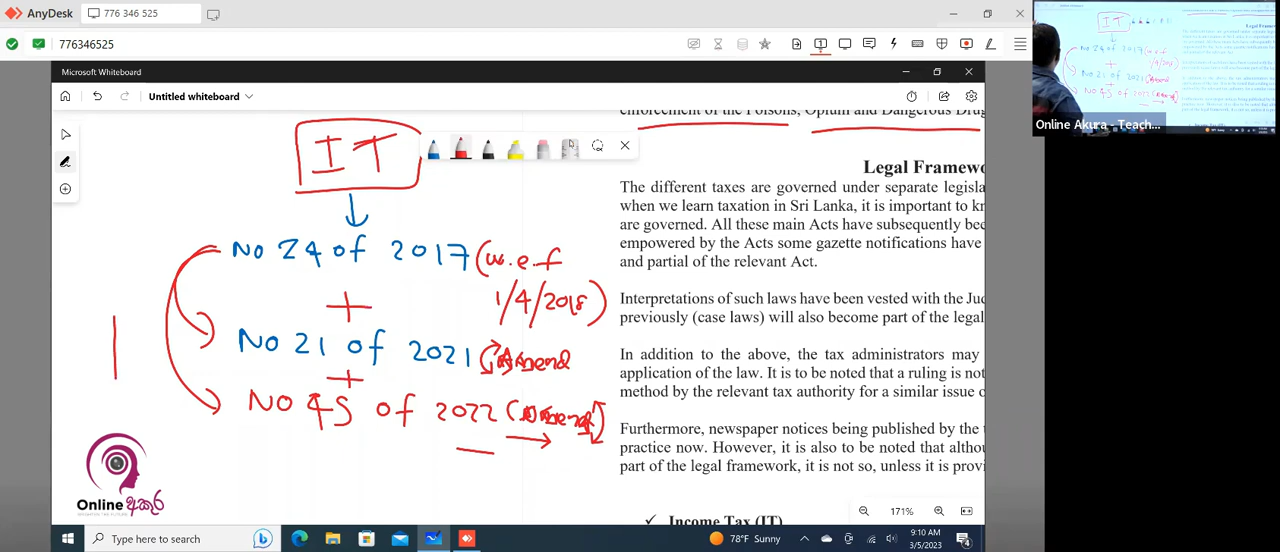 AnyDesk
776 346 525
776346525
Microsoft Whiteboard
Untitled whiteboard
IT
No 24 of 2017 (w.e.f
1/4/2018)
+
No 21 of 2021 (Amend
+
No 45 of 2022 (Amend)
enforcement of the Poisons, Opium and Dangerous Drug
Legal Framew
The different taxes are governed under separate legisla
when we learn taxation in Sri Lanka, it is important to kn
are governed. All these main Acts have subsequently bee
empowered by the Acts some gazette notifications have
and partial of the relevant Act.
Interpretations of such laws have been vested with the Jud
previously (case laws) will also become part of the legal
In addition to the above, the tax administrators may
application of the law. It is to be noted that a ruling is not
method by the relevant tax authority for a similar issue o
Furthermore, newspaper notices being published by the t
practice now. However, it is also to be noted that althou
part of the legal framework, it is not so, unless it is provi
✓ Income Tax (IT)
Online Akura - Teach...
Online අකුර
171%
Type here to search
78°F Sunny
9:10 AM
3/5/2023
4